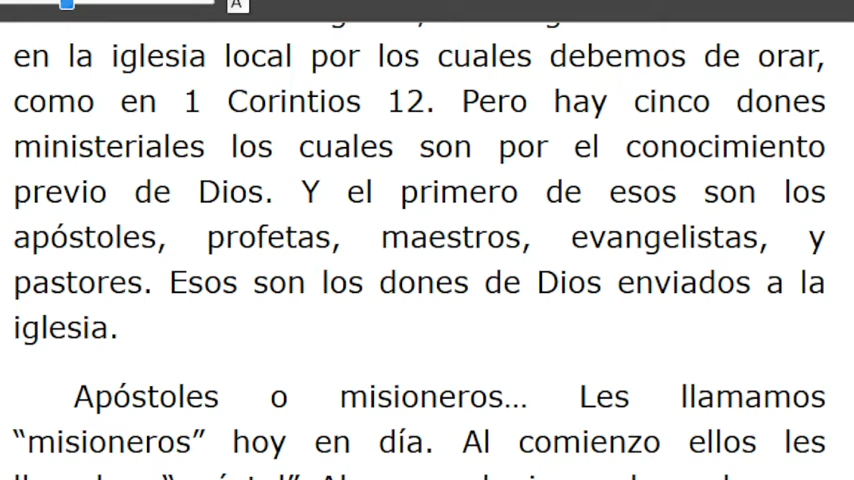 A
en la iglesia local por los cuales debemos de orar,
como en 1 Corintios 12. Pero hay cinco dones
ministeriales los cuales son por el conocimiento
previo de Dios. Y el primero de esos son los
apóstoles, profetas, maestros, evangelistas, y
pastores. Esos son los dones de Dios enviados a la
iglesia.
Apóstoles o misioneros... Les llamamos
“misioneros” hoy en día. Al comienzo ellos les